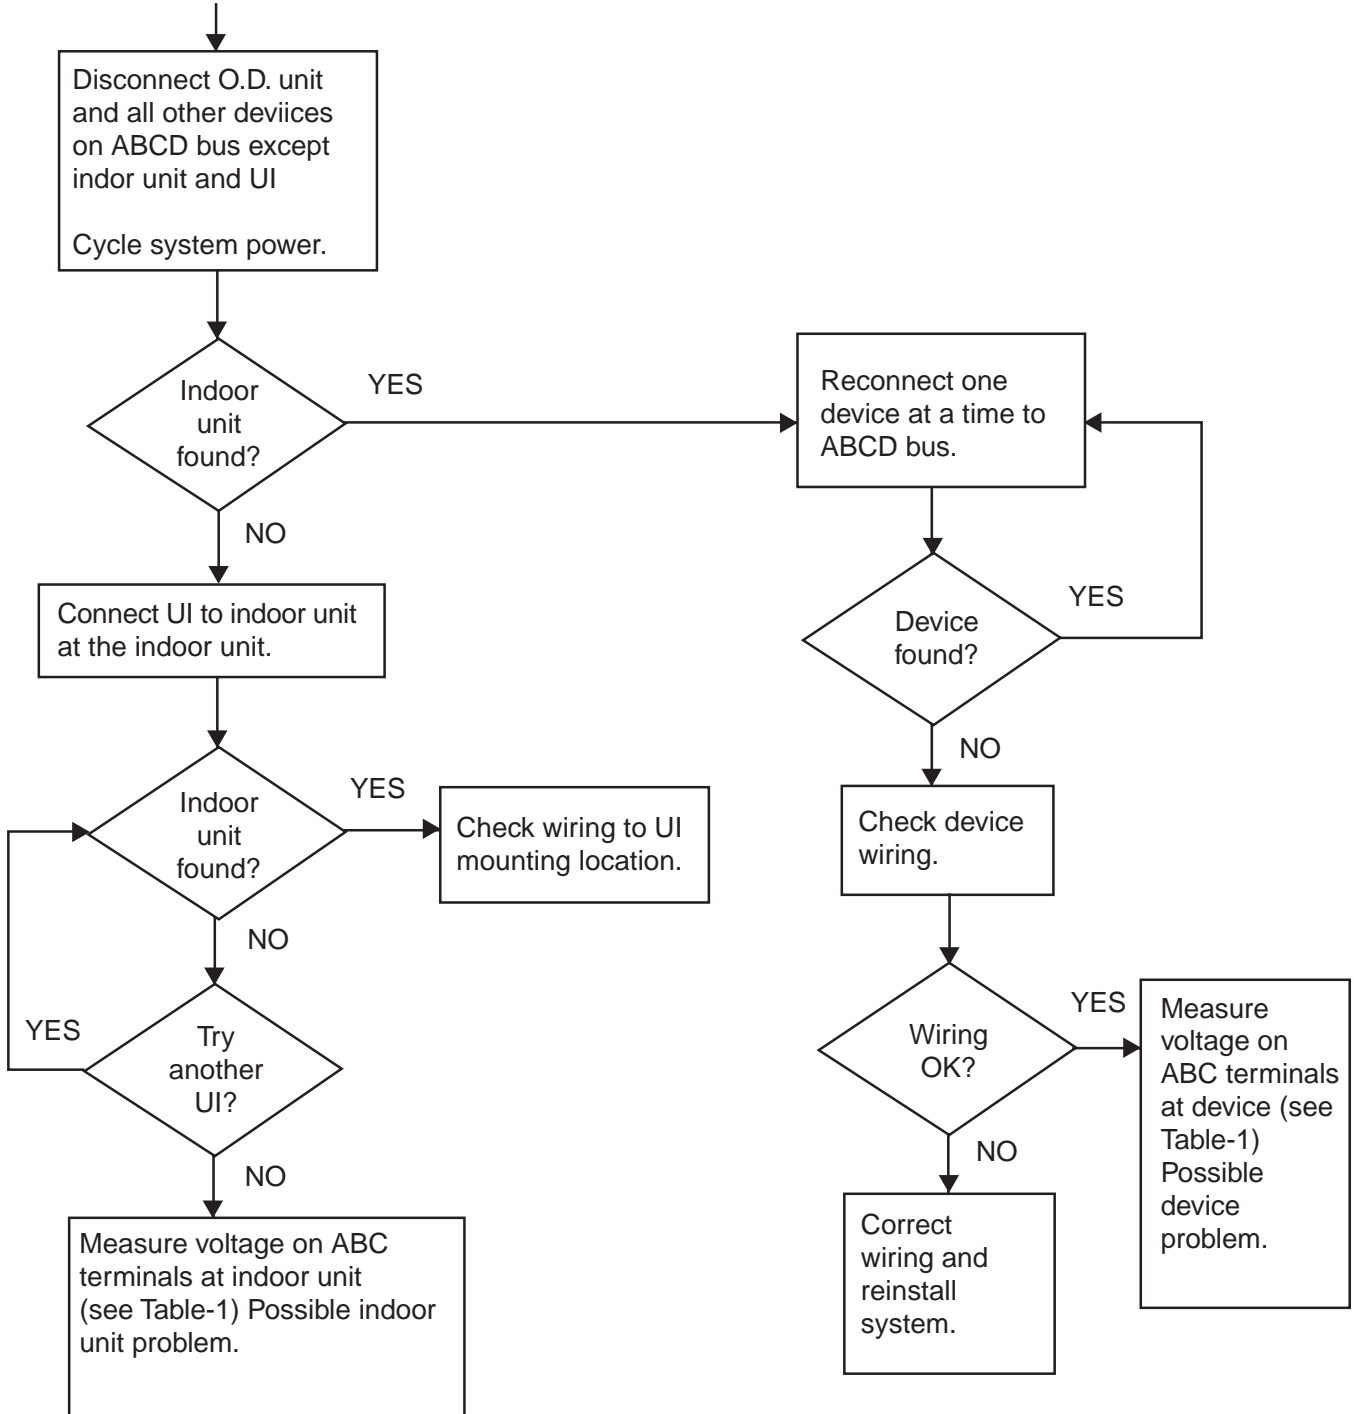 Disconnect O.D. unit
and all other deviices
on ABCD bus except
indor unit and UI
Cycle system power.
Indoor
unit
found?
YES
NO
Reconnect one
device at a time to
ABCD bus.
Device
found?
YES
NO
Connect UI to indoor unit
at the indoor unit.
Indoor
unit
found?
YES
NO
Check wiring to UI
mounting location.
Check device
wiring.
Try
another
UI?
YES
NO
Wiring
OK?
YES
NO
Measure
voltage on
ABC terminals
at device (see
Table-1)
Possible
device
problem.
Measure voltage on ABC
terminals at indoor unit
(see Table-1) Possible indoor
unit problem.
Correct
wiring and
reinstall
system.